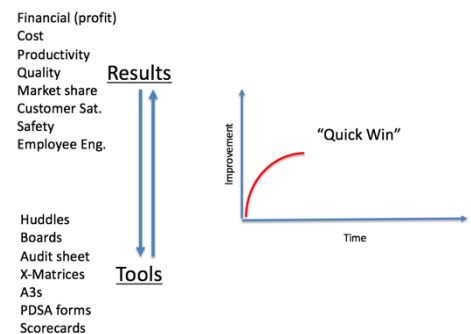 Financial (profit)
Cost
Productivity
Quality
Market share
Customer Sat.
Safety
Employee Eng.
Results
Huddles
Boards
Audit sheet
X-Matrices
A3s
PDSA forms
Scorecards
Tools
Improvement
“Quick Win”
Time